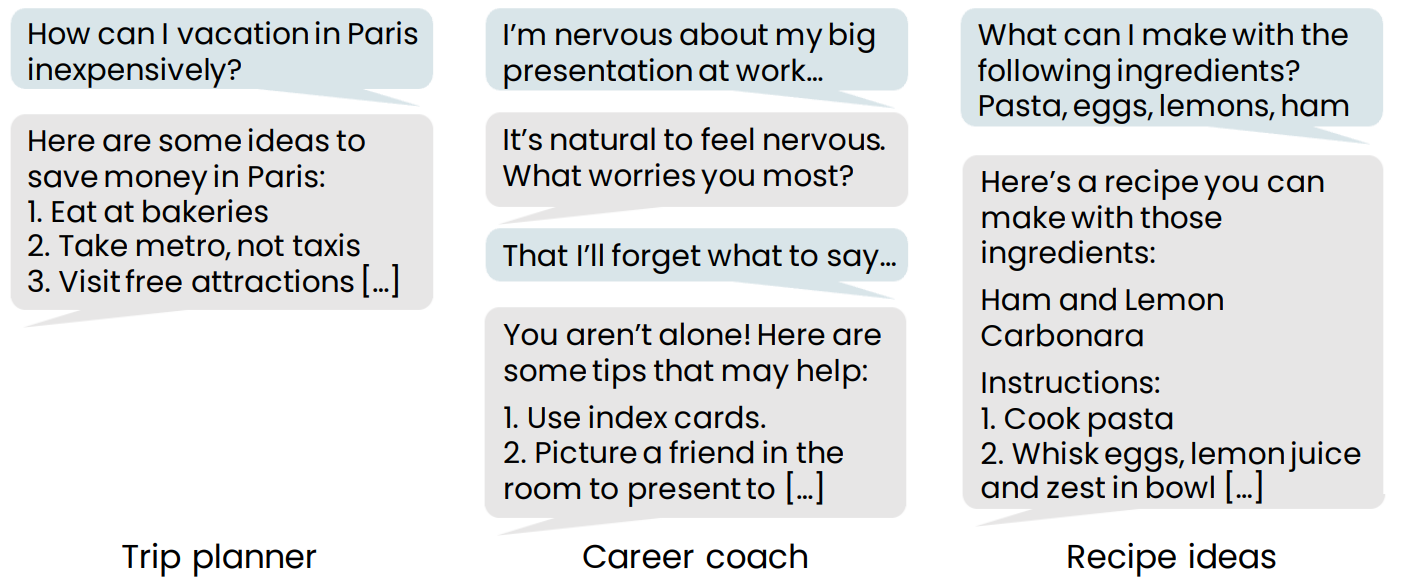 How can I vacation in Paris
inexpensively?
Here are some ideas to
save money in Paris:
1. Eat at bakeries
2. Take metro, not taxis
3. Visit free attractions [...]
Trip planner
I'm nervous about my big
presentation at work...
It's natural to feel nervous.
What worries you most?
That I'll forget what to say...
You aren't alone! Here are
some tips that may help:
1. Use index cards.
2. Picture a friend in the
room to present to [...]
Career coach
What can I make with the
following ingredients?
Pasta, eggs, lemons, ham
Here's a recipe you can
make with those
ingredients:
Ham and Lemon
Carbonara
Instructions:
1. Cook pasta
2. Whisk eggs, lemon juice
and zest in bowl [...]
Recipe ideas